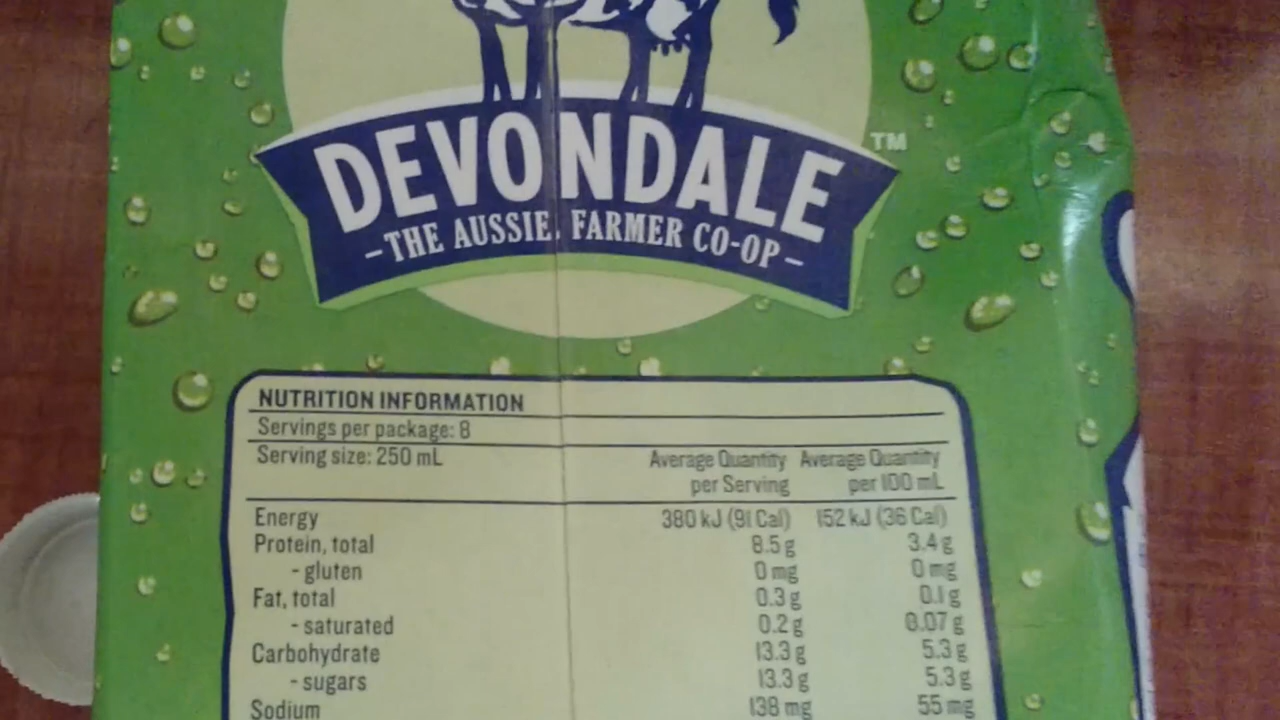 DEVONDALE
TM
-THE AUSSIE FARMER CO-OP-
NUTRITION INFORMATION
Servings per package: 8
Serving size: 250 mL
Average Quantity per Serving
Average Quantity per 100 mL
Energy 380 kJ (91 Cal) 152 kJ (36 Cal)
Protein, total 8.5 g 3.4 g
- gluten 0 mg 0 mg
Fat, total 0.3 g 0.1 g
- saturated 0.2 g 0.07 g
Carbohydrate 13.3 g 5.3 g
- sugars 13.3 g 5.3 g
Sodium 138 mg 55 mg